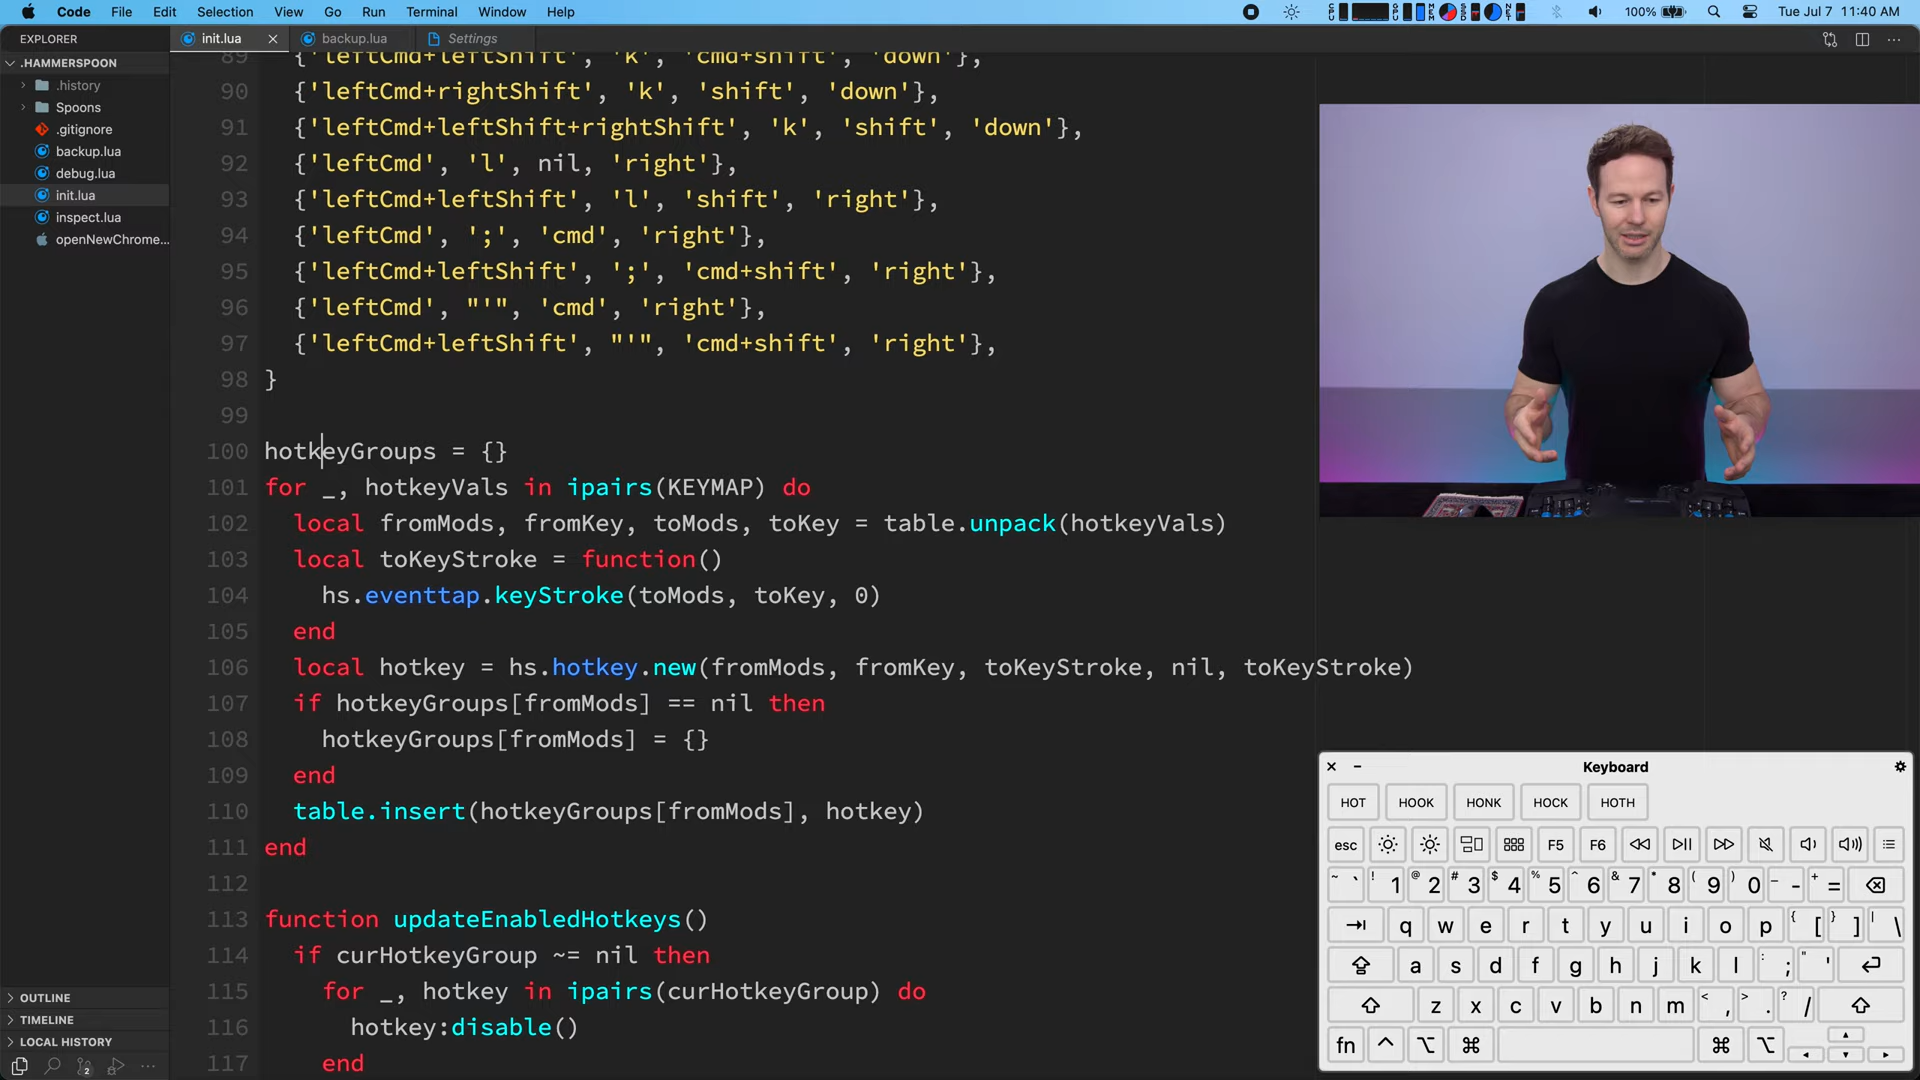 Code File Edit Selection View Go Run Terminal Window Help 100% Tue Jul 7 11:40 AM
EXPLORER
init.lua
backup.lua
Settings
.HAMMERSPOON
.history
Spoons
.gitignore
backup.lua
debug.lua
init.lua
inspect.lua
openNewChrome...
OUTLINE
TIMELINE
LOCAL HISTORY
2
89 {'leftCmd+leftShift', 'k', 'cmd+shift', 'down'},
90 {'leftCmd+rightShift', 'k', 'shift', 'down'},
91 {'leftCmd+leftShift+rightShift', 'k', 'shift', 'down'},
92 {'leftCmd', 'l', nil, 'right'},
93 {'leftCmd+leftShift', 'l', 'shift', 'right'},
94 {'leftCmd', ';', 'cmd', 'right'},
95 {'leftCmd+leftShift', ';', 'cmd+shift', 'right'},
96 {'leftCmd', "'", 'cmd', 'right'},
97 {'leftCmd+leftShift', "'", 'cmd+shift', 'right'},
98 }
99
100 hotkeyGroups = {}
101 for _, hotkeyVals in ipairs(KEYMAP) do
102 local fromMods, fromKey, toMods, toKey = table.unpack(hotkeyVals)
103 local toKeyStroke = function()
104 hs.eventtap.keyStroke(toMods, toKey, 0)
105 end
106 local hotkey = hs.hotkey.new(fromMods, fromKey, toKeyStroke, nil, toKeyStroke)
107 if hotkeyGroups[fromMods] == nil then
108 hotkeyGroups[fromMods] = {}
109 end
110 table.insert(hotkeyGroups[fromMods], hotkey)
111 end
112
113 function updateEnabledHotkeys()
114 if curHotkeyGroup ~= nil then
115 for _, hotkey in ipairs(curHotkeyGroup) do
116 hotkey:disable()
117 end
Keyboard
HOT HOOK HONK HOCK HOTH
esc F5 F6
~ ` ! 1 @ 2 # 3 $ 4 % 5 ^ 6 & 7 * 8 ( 9 ) 0 _ - + =
q w e r t y u i o p { [ } ] | \
a s d f g h j k l : ; " '
z x c v b n m < , > . ? /
fn ^ ⌥ ⌘ ⌘ ⌥